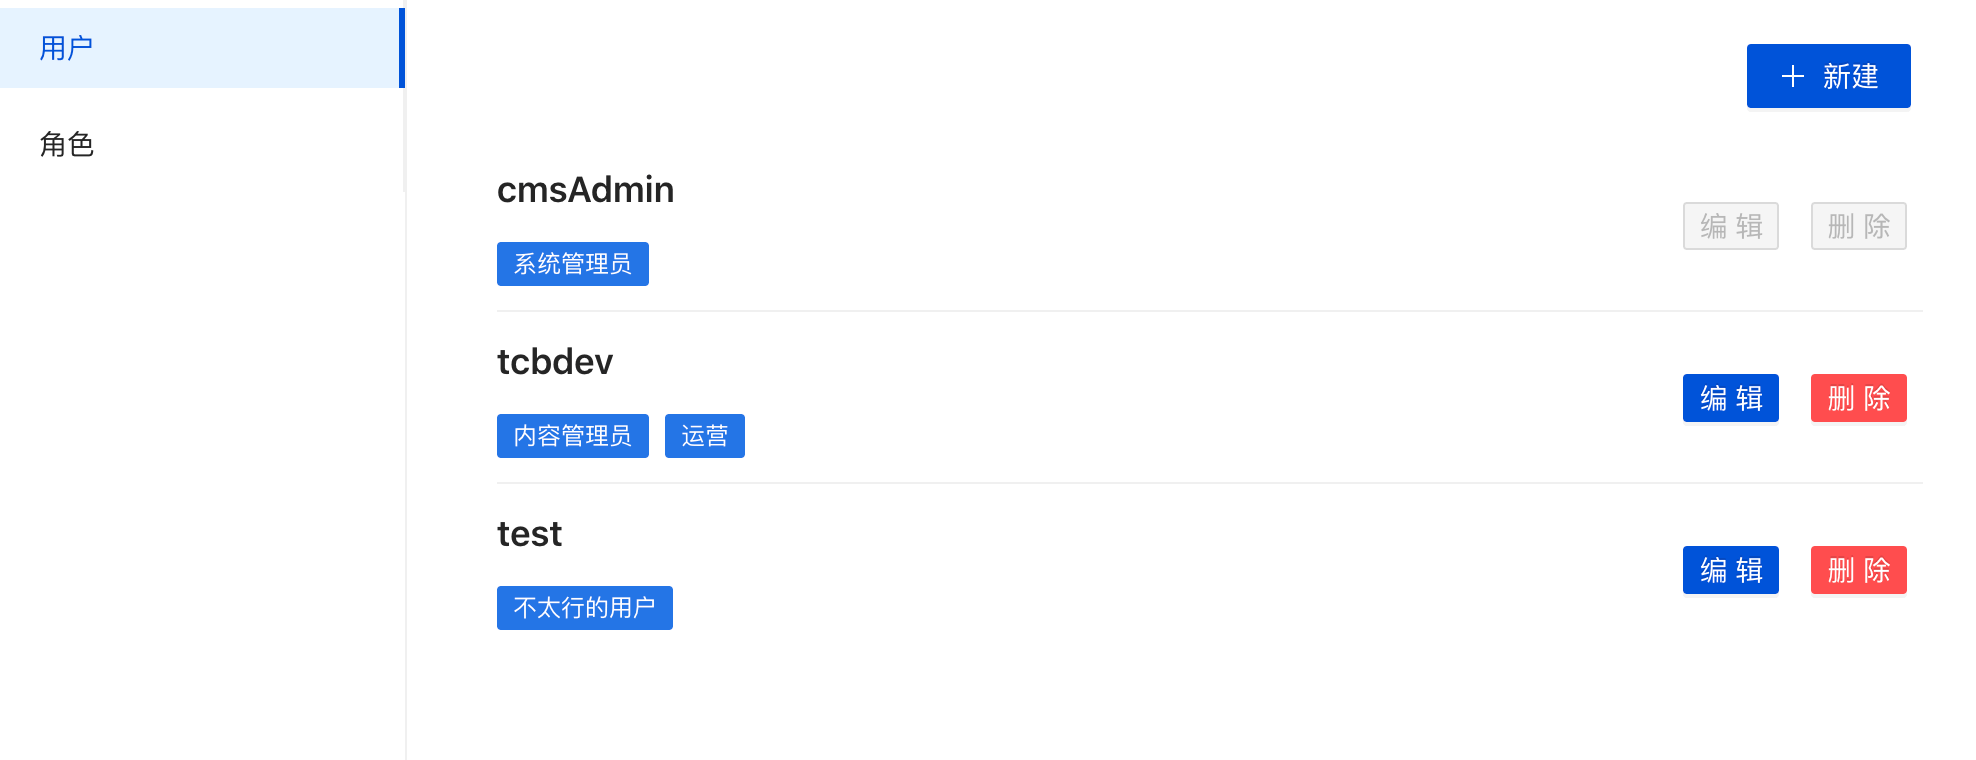 用户
角色
新建
cmsAdmin
系统管理员
编辑 删除
tcbdev
内容管理员 运营
编辑 删除
test
不太行的用户
编辑 删除